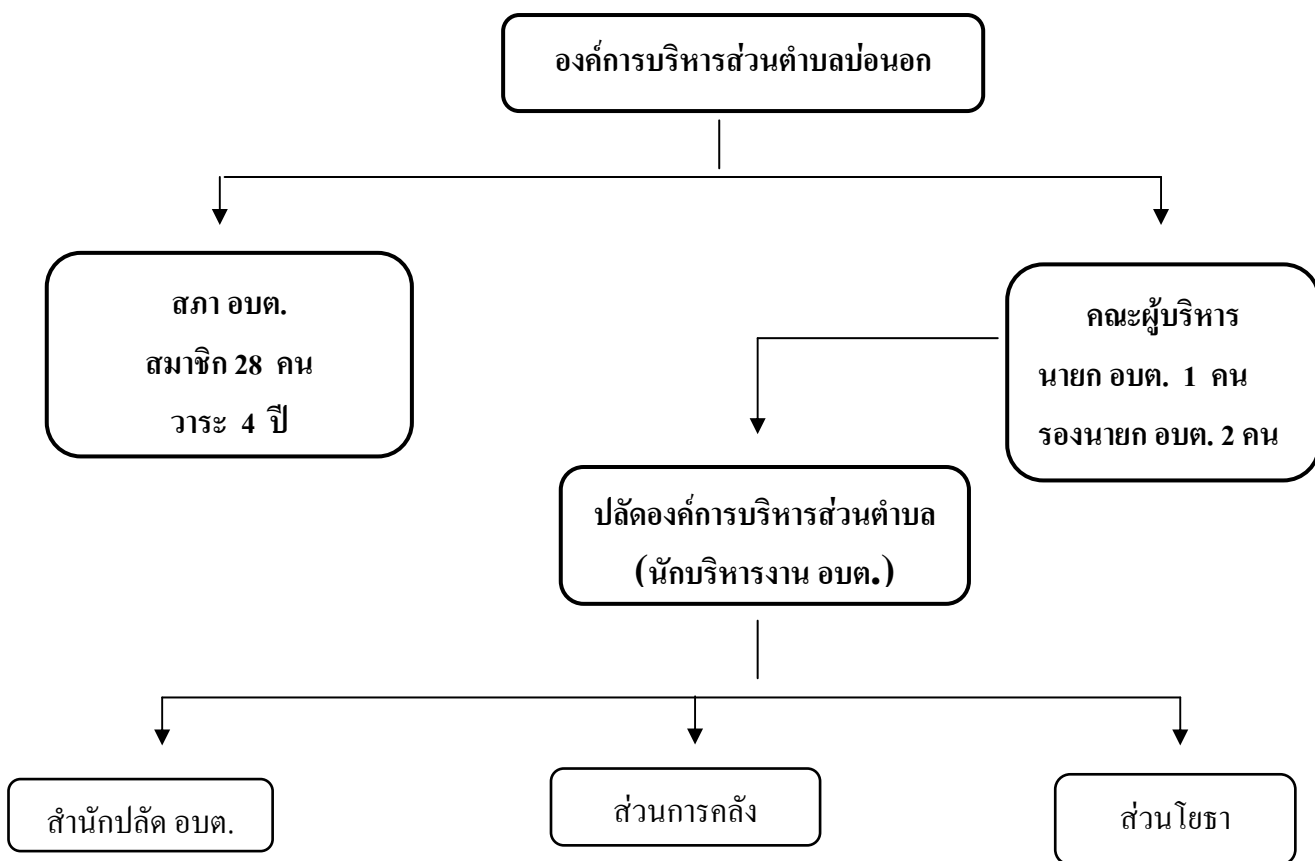 องค์การบริหารส่วนตำบลบ่อนอก
สภา อบต.
สมาชิก 28 คน
วาระ 4 ปี
คณะผู้บริหาร
นายก อบต. 1 คน
รองนายก อบต. 2 คน
ปลัดองค์การบริหารส่วนตำบล
(นักบริหารงาน อบต.)
สำนักปลัด อบต.
ส่วนการคลัง
ส่วนโยธา